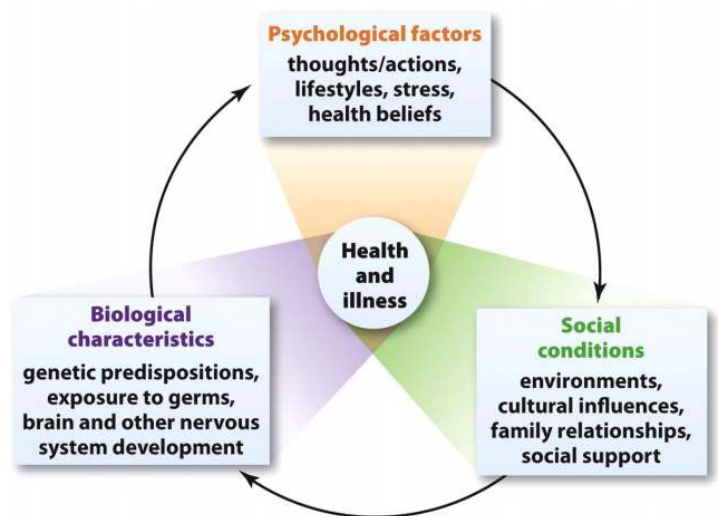 Psychological factors
thoughts/actions,
lifestyles, stress,
health beliefs
Health
and
illness
Biological
characteristics
genetic predispositions,
exposure to germs,
brain and other nervous
system development
Social
conditions
environments,
cultural influences,
family relationships,
social support